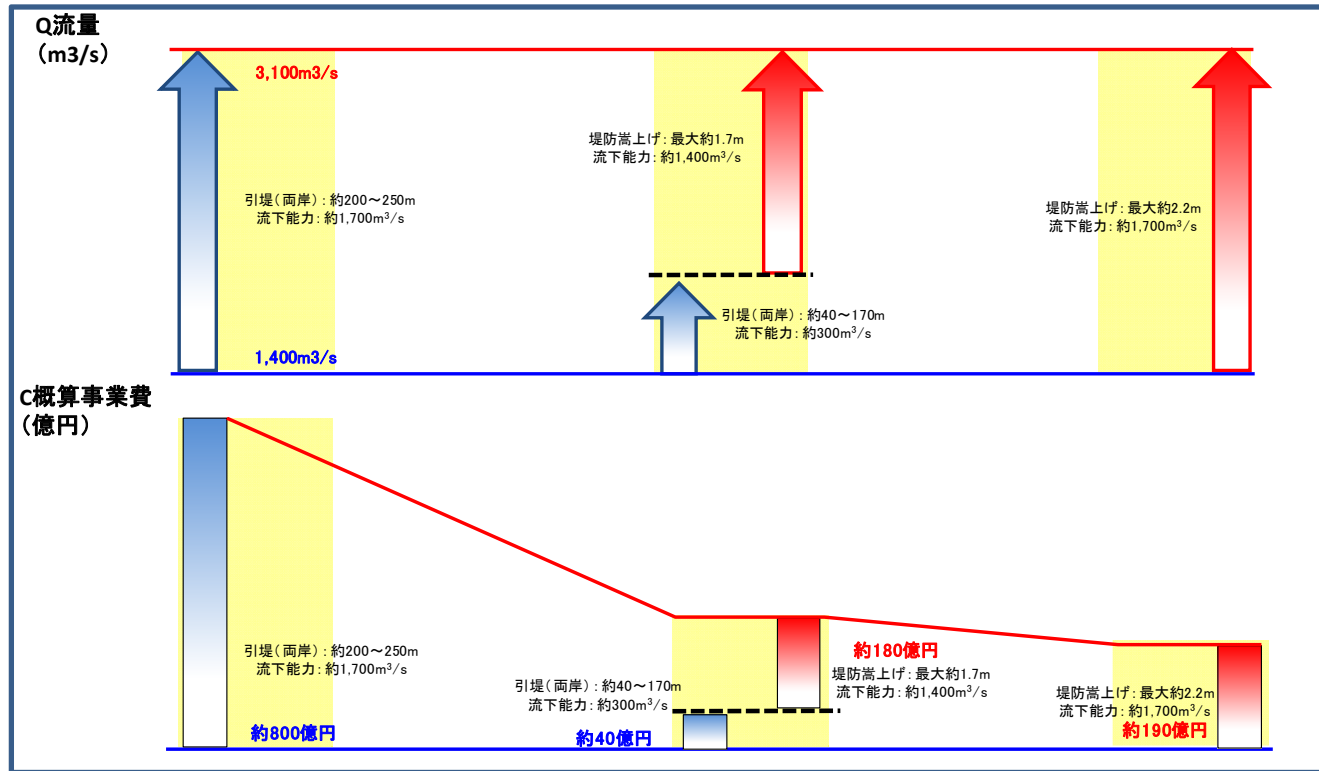 Q流量
(m3/s)
3,100m3/s
堤防嵩上げ:最大約1.7m
流下能力:約1,400m³/s
引堤(両岸):約200～250m
流下能力:約1,700m³/s
堤防嵩上げ:最大約2.2m
流下能力:約1,700m³/s
引堤(両岸):約40～170m
流下能力:約300m³/s
1,400m3/s
C概算事業費
(億円)
引堤(両岸):約200～250m
流下能力:約1,700m³/s
約180億円
堤防嵩上げ:最大約1.7m
流下能力:約1,400m³/s
引堤(両岸):約40～170m
流下能力:約300m³/s
堤防嵩上げ:最大約2.2m
流下能力:約1,700m³/s
約800億円
約40億円
約190億円